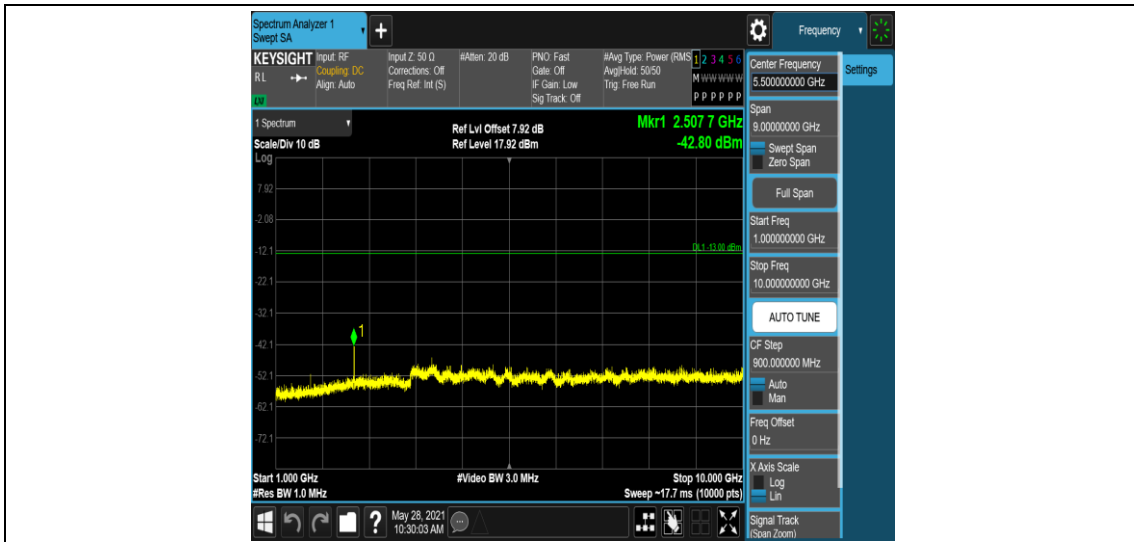 Spectrum Analyzer 1
Swept SA
+
Frequency
KEYSIGHT
RL
LXI
Input: RF
Coupling: DC
Align: Auto
Input Z: 50 Ω
Corrections: Off
Freq Ref: Int (S)
#Atten: 20 dB
PNO: Fast
Gate: Off
IF Gain: Low
Sig Track: Off
#Avg Type: Power (RMS
Avg|Hold: 50/50
Trig: Free Run
1 2 3 4 5 6
M W W W W W
P P P P P P
1 Spectrum
Scale/Div 10 dB
Log
Ref Lvl Offset 7.92 dB
Ref Level 17.92 dBm
Mkr1 2.507 7 GHz
-42.80 dBm
7.92
-2.08
-12.1
DL1 -13.00 dBm
-22.1
-32.1
1
-42.1
-52.1
-62.1
-72.1
Start 1.000 GHz
#Res BW 1.0 MHz
#Video BW 3.0 MHz
Stop 10.000 GHz
Sweep ~17.7 ms (10000 pts)
?
May 28, 2021
10:30:03 AM
Center Frequency
5.500000000 GHz
Settings
Span
9.00000000 GHz
Swept Span
Zero Span
Full Span
Start Freq
1.000000000 GHz
Stop Freq
10.000000000 GHz
AUTO TUNE
CF Step
900.000000 MHz
Auto
Man
Freq Offset
0 Hz
X Axis Scale
Log
Lin
Signal Track
(Span Zoom)